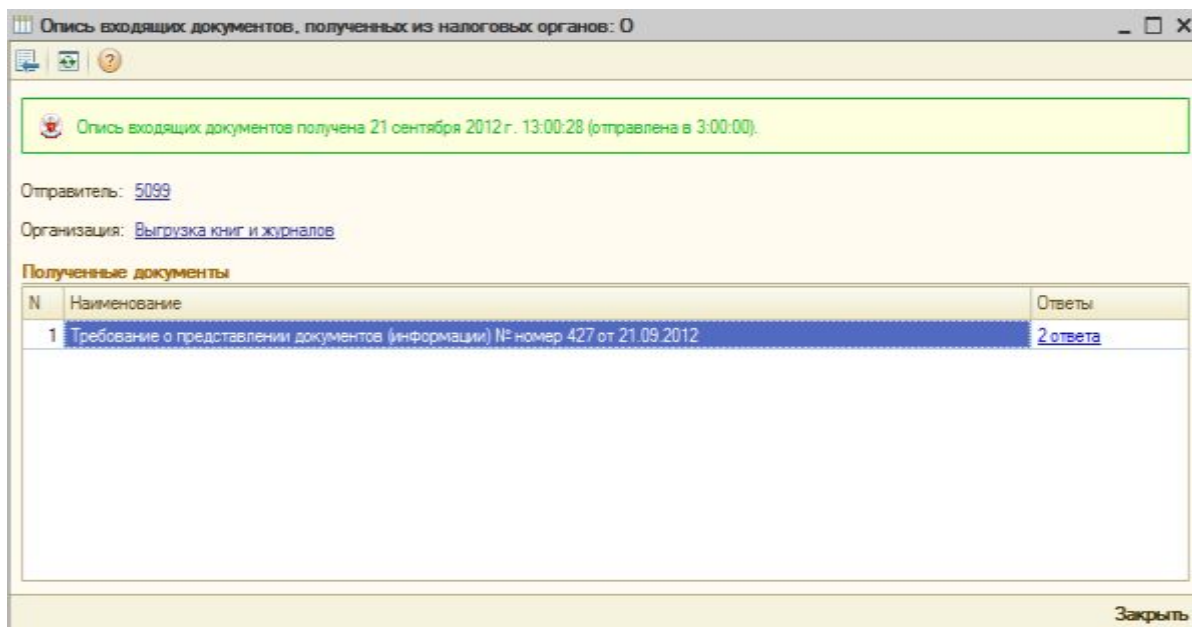 Опись входящих документов, полученных из налоговых органов: О
Опись входящих документов получена 21 сентября 2012 г. 13:00:28 (отправлена в 3:00:00).
Отправитель: 5099
Организация: Выгрузка книг и журналов
Полученные документы
N Наименование Ответы
1 Требование о представлении документов (информации) № номер 427 от 21.09.2012 2 ответа
Закрыть